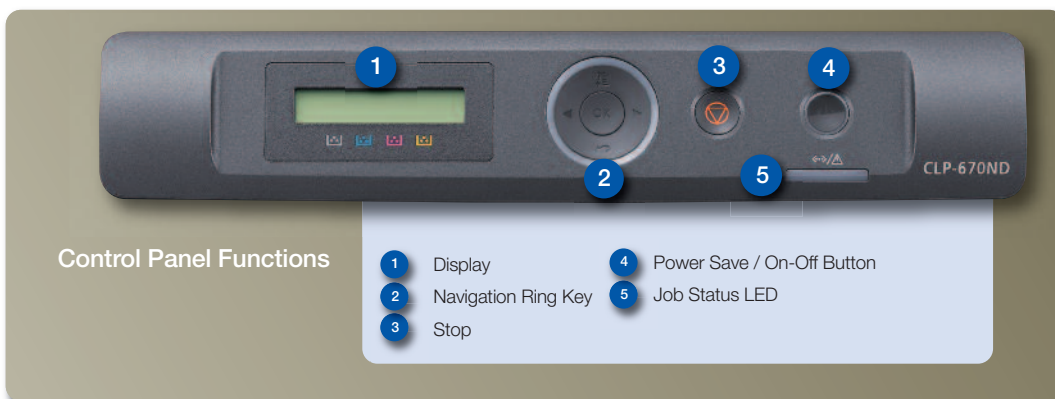 1
3
4
OK
2
5
CLP-670ND
Control Panel Functions
1 Display
2 Navigation Ring Key
3 Stop
4 Power Save / On-Off Button
5 Job Status LED